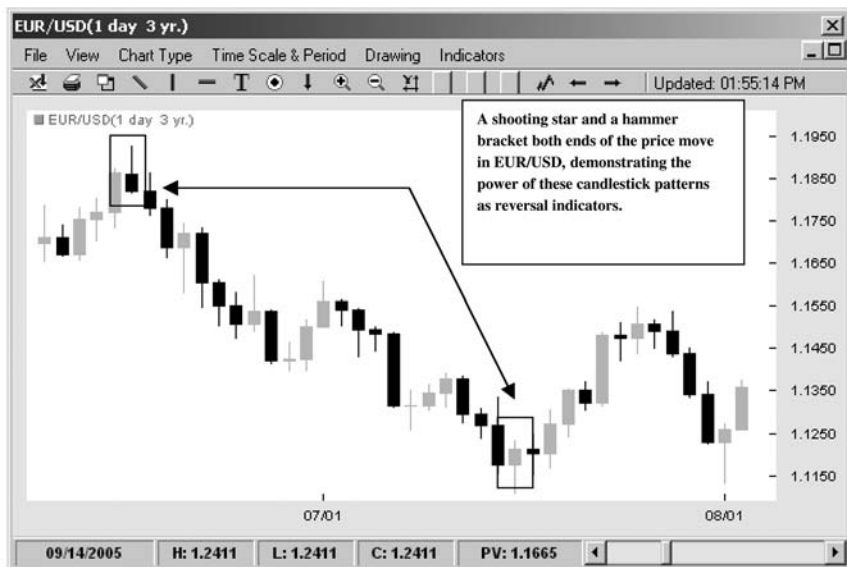 EUR/USD(1 day 3 yr.)
File View Chart Type Time Scale & Period Drawing Indicators
T Updated: 01:55:14 PM
EUR/USD(1 day 3 yr.)
A shooting star and a hammer
bracket both ends of the price move
in EUR/USD, demonstrating the
power of these candlestick patterns
as reversal indicators.
1.1950
1.1850
1.1750
1.1650
1.1550
1.1450
1.1350
1.1250
1.1150
07/01 08/01
09/14/2005 H: 1.2411 L: 1.2411 C: 1.2411 PV: 1.1665